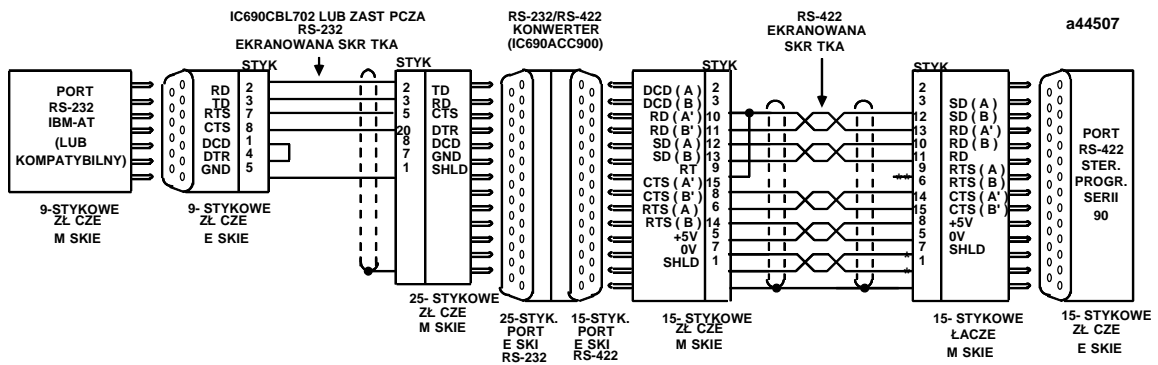 IC690CBL702 LUB ZAST PCZA
RS-232
EKRANOWANA SKR TKA
RS-232/RS-422
KONWERTER
(IC690ACC900)
RS-422
EKRANOWANA
SKR TKA
a44507
PORT
RS-232
IBM-AT
(LUB
KOMPATYBILNY)
9-STYKOWE
ZŁ CZE
M SKIE
STYK
RD 2
TD 3
RTS 7
CTS 8
DCD 1
DTR 4
GND 5
9- STYKOWE
ZŁ CZE
E SKIE
STYK
2 TD
3 RD
5 CTS
20 DTR
8 DCD
7 GND
1 SHLD
25- STYKOWE
ZŁ CZE
M SKIE
25-STYK.
PORT
E SKI
RS-232
15-STYK.
PORT
E SKI
RS-422
STYK
DCD ( A ) 2
DCD ( B ) 3
RD ( A' ) 10
RD ( B' ) 11
SD ( A ) 12
SD ( B ) 13
RT 9
CTS ( A' ) 15
CTS ( B' ) 8
RTS ( A ) 6
RTS ( B ) 14
+5V 5
0V 7
SHLD 1
15- STYKOWE
ZŁ CZE
M SKIE
STYK
2
3 SD ( A )
12 SD ( B )
13 RD ( A' )
10 RD ( B )
11 RD
9 RTS ( A )
** 6 RTS ( B )
14 CTS ( A' )
15 CTS ( B' )
8 +5V
5 0V
* 7 SHLD
* 1
15- STYKOWE
ŁACZE
M SKIE
PORT
RS-422
STER.
PROGR.
SERII
90
15- STYKOWE
ZŁ CZE
E SKIE